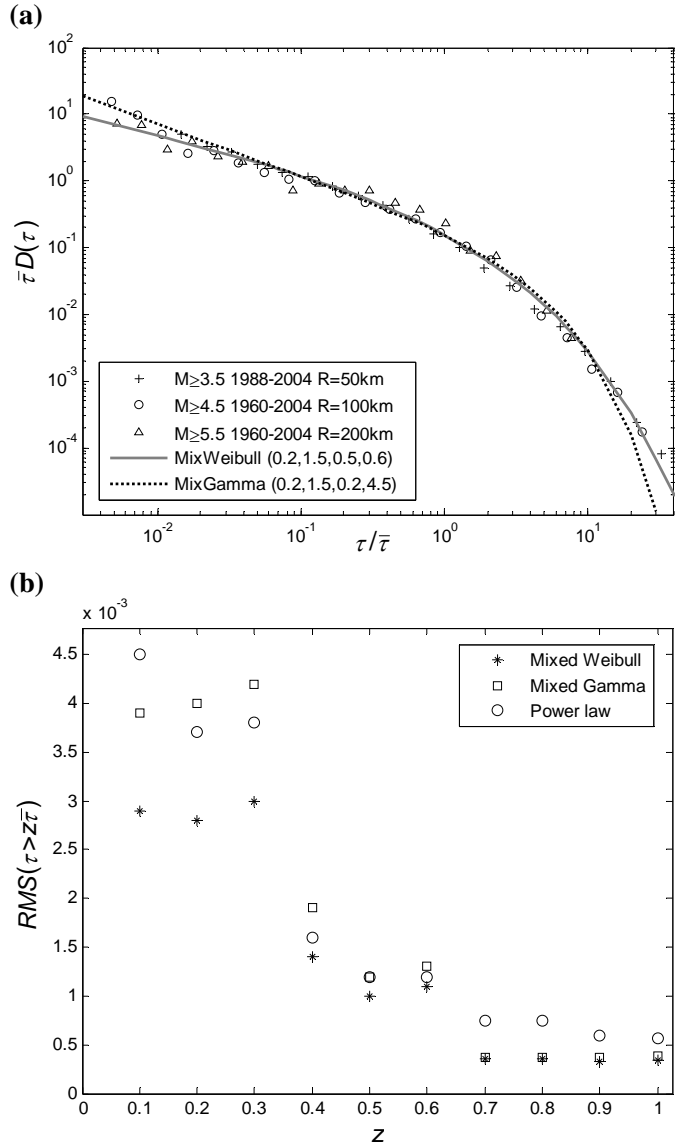 (a)
10^2
10^1
10^0
10^-1
10^-2
10^-3
10^-4
τ̄D(τ)
M≥3.5 1988-2004 R=50km
M≥4.5 1960-2004 R=100km
M≥5.5 1960-2004 R=200km
MixWeibull (0.2,1.5,0.5,0.6)
MixGamma (0.2,1.5,0.2,4.5)
10^-2 10^-1 10^0 10^1
τ/τ̄
(b)
x 10^-3
4.5
4
3.5
3
2.5
2
1.5
1
0.5
0
RMS(τ>zτ̄)
Mixed Weibull
Mixed Gamma
Power law
0 0.1 0.2 0.3 0.4 0.5 0.6 0.7 0.8 0.9 1
z